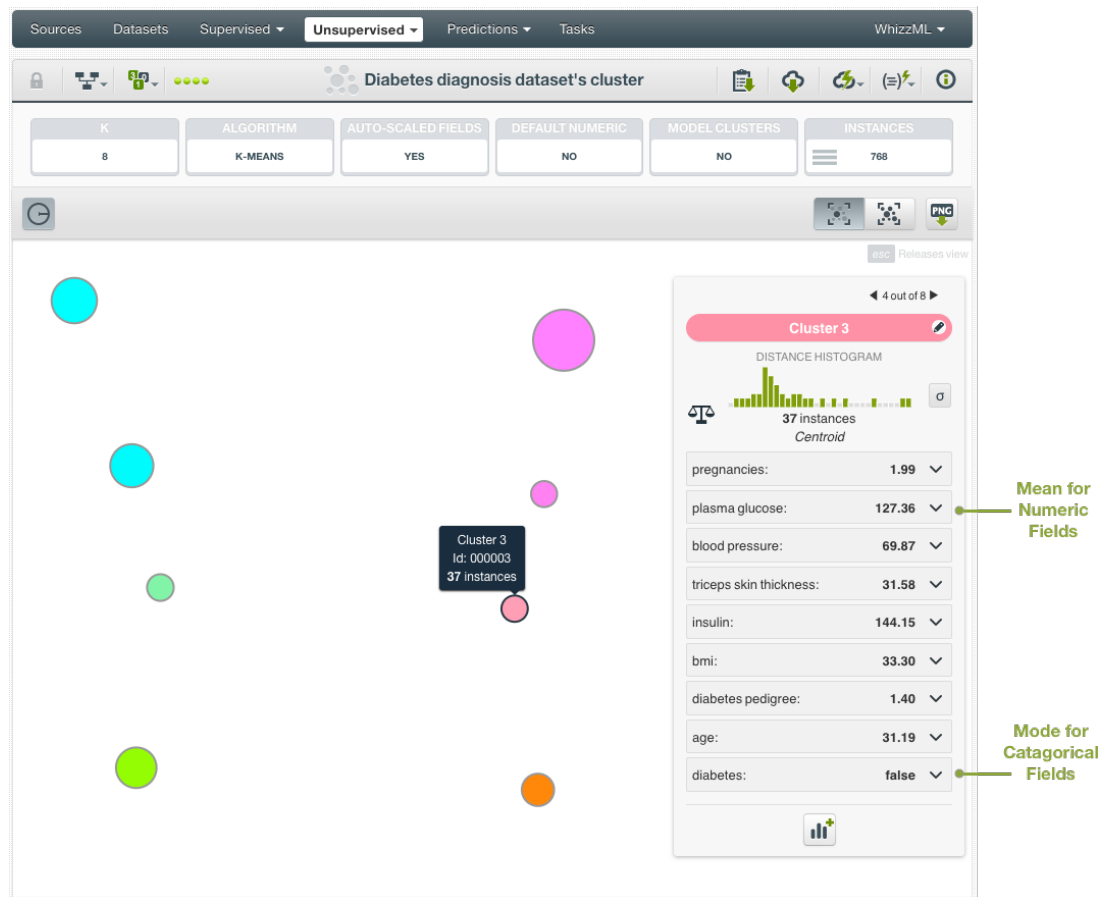 Sources Datasets Supervised Unsupervised Predictions Tasks WhizzML
Diabetes diagnosis dataset's cluster
K ALGORITHM AUTO-SCALED FIELDS DEFAULT NUMERIC MODEL CLUSTERS INSTANCES
8 K-MEANS YES NO NO 768
PNG
esc Releases view
4 out of 8
Cluster 3
DISTANCE HISTOGRAM
σ
37 instances
Centroid
pregnancies: 1.99
plasma glucose: 127.36
blood pressure: 69.87
triceps skin thickness: 31.58
insulin: 144.15
bmi: 33.30
diabetes pedigree: 1.40
age: 31.19
diabetes: false
Cluster 3
Id: 000003
37 instances
Mean for
Numeric
Fields
Mode for
Catagorical
Fields